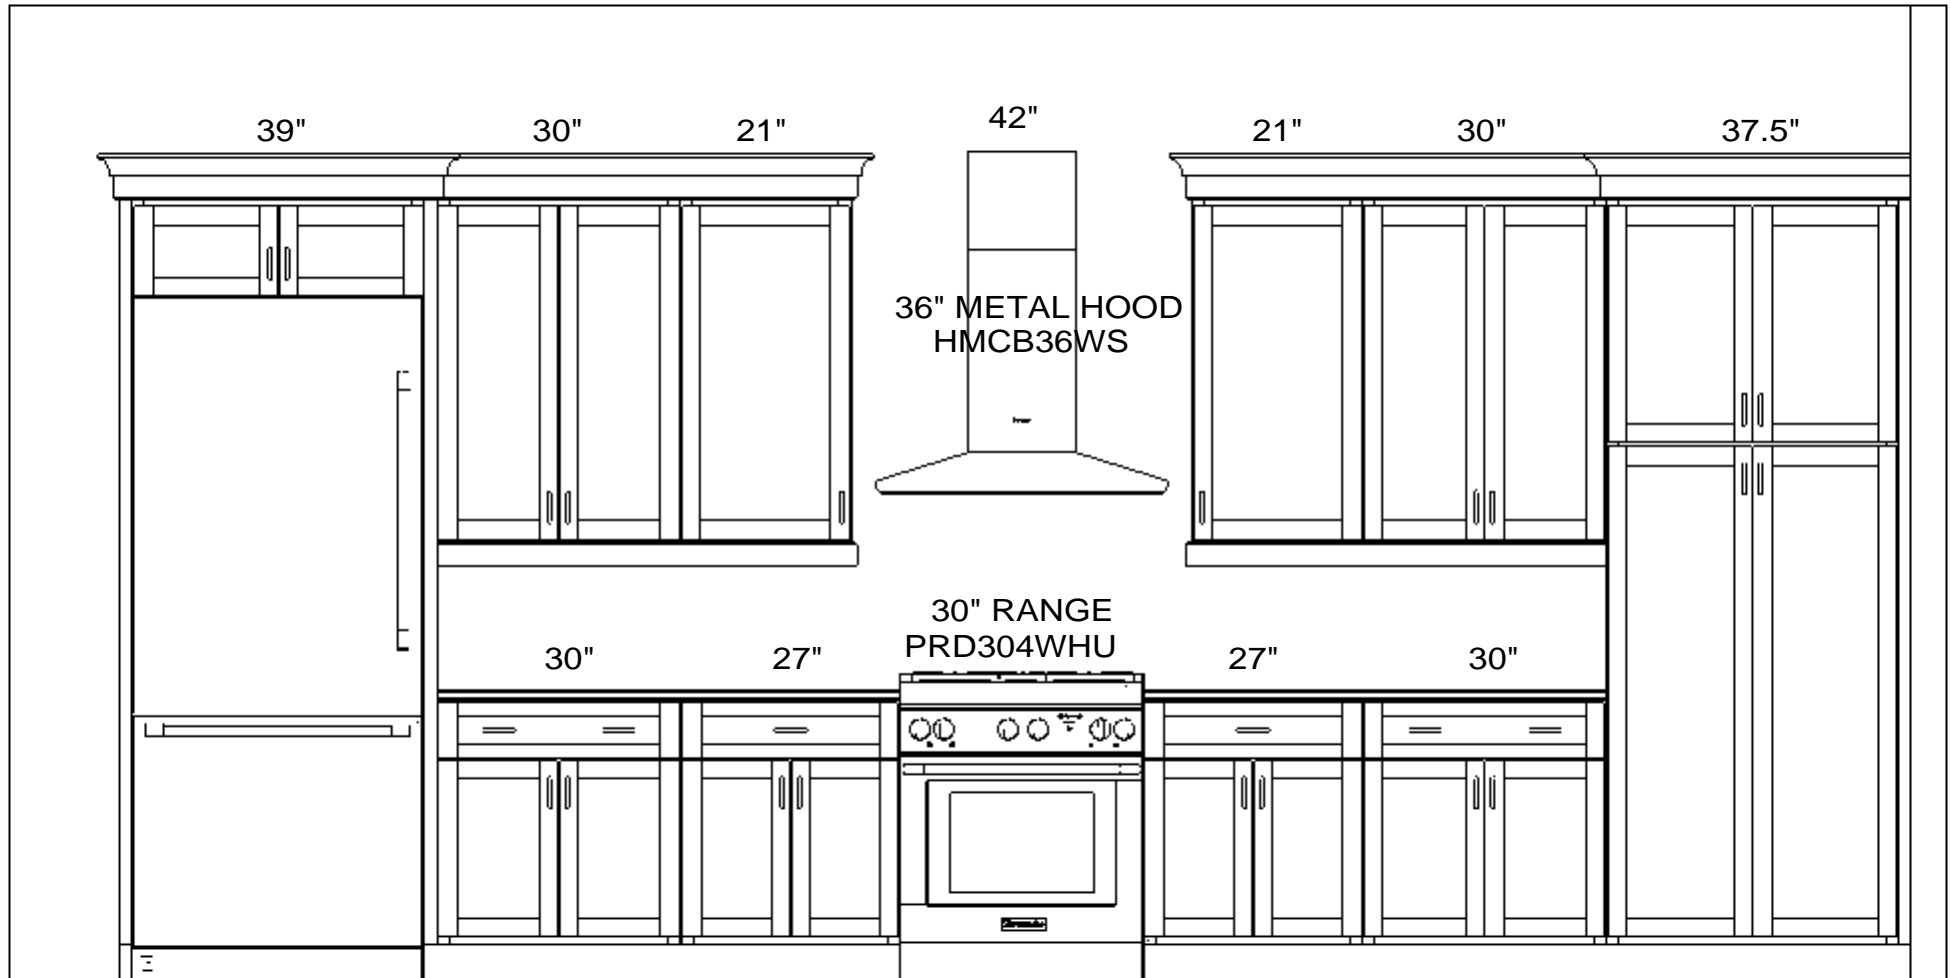 39" 30" 21" 42" 21" 30" 37.5"
36" METAL HOOD
HMCB36WS
30" RANGE
PRD304WHU
30" 27" 27" 30"